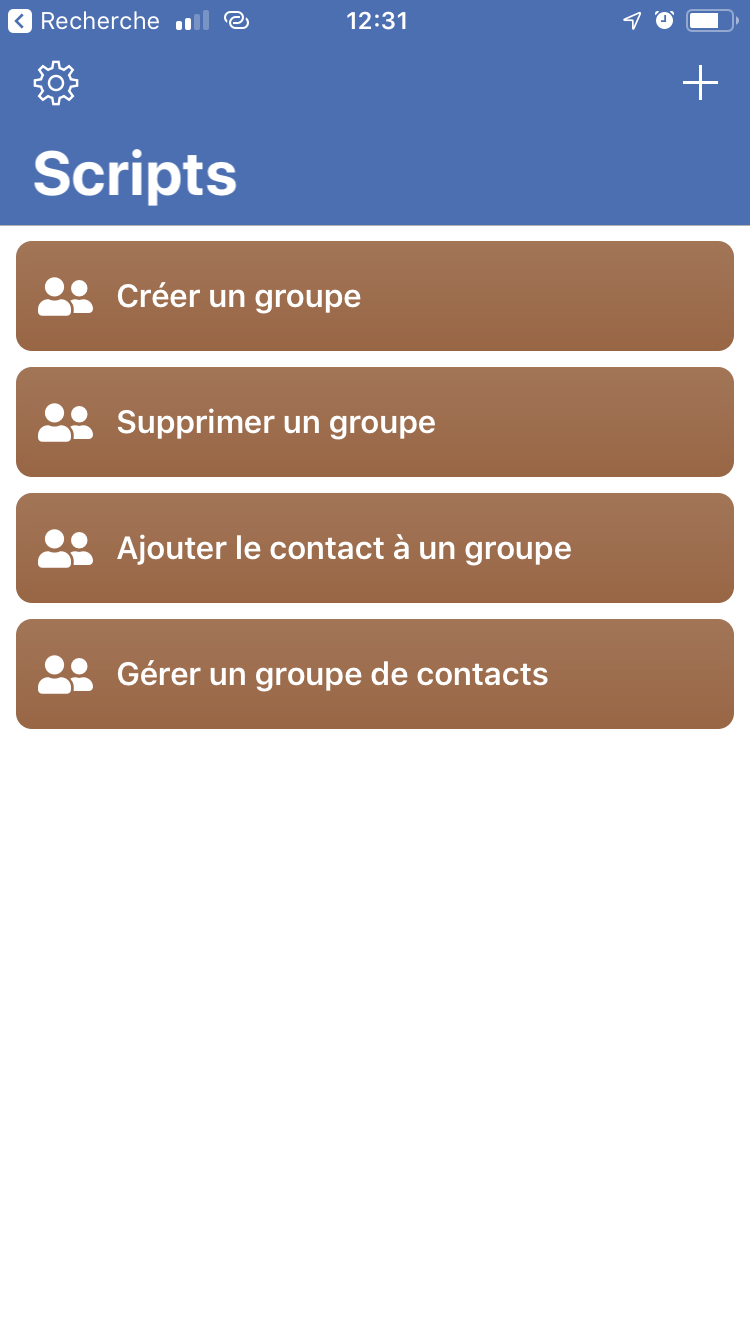 Recherche 12:31
Scripts
Créer un groupe
Supprimer un groupe
Ajouter le contact à un groupe
Gérer un groupe de contacts